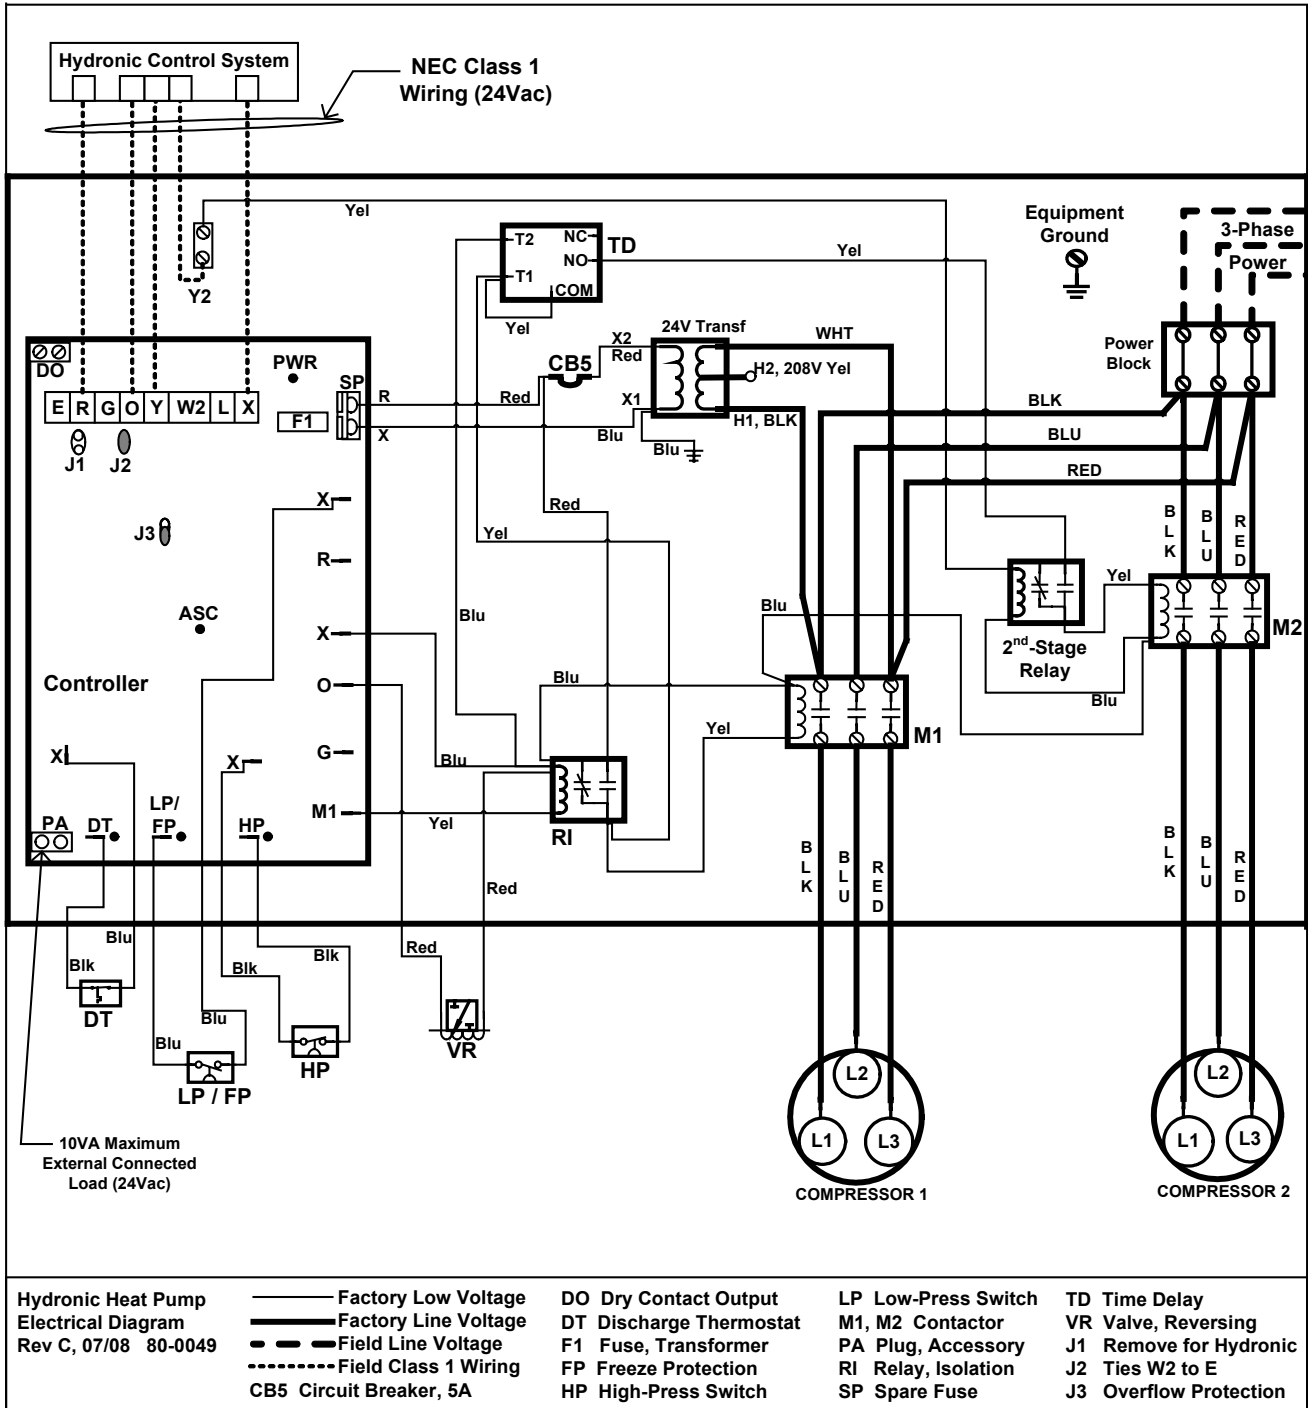 Hydronic Control System
NEC Class 1
Wiring (24Vac)
Yel
Equipment
Ground
3-Phase
Power
T2
NC
TD
NO
T1
COM
Yel
Yel
Y2
DO
PWR
SP
X2
Red
24V Transf
WHT
CB5
H2, 208V Yel
Power
Block
E R G O Y W2 L X
F1
R
Red
X1
BLK
H1, BLK
X
Blu
Blu
BLU
RED
J1
J2
X
Red
J3
Yel
BLK
BLU
RED
R
ASC
Blu
Blu
Yel
X
2nd-Stage
Relay
M2
Controller
O
Blu
Blu
Yel
M1
X
X
G
Blu
LP/
FP
M1
PA
DT
HP
Yel
RI
BLK
BLU
RED
BLK
BLU
RED
Red
Blu
Blk
Blk
Blk
Red
DT
Blu
Blu
HP
VR
LP / FP
L2
L1
L3
COMPRESSOR 1
L2
L1
L3
COMPRESSOR 2
10VA Maximum
External Connected
Load (24Vac)
Hydronic Heat Pump
Electrical Diagram
Rev C, 07/08 80-0049
Factory Low Voltage
Factory Line Voltage
Field Line Voltage
Field Class 1 Wiring
CB5 Circuit Breaker, 5A
DO Dry Contact Output
DT Discharge Thermostat
F1 Fuse, Transformer
FP Freeze Protection
HP High-Press Switch
LP Low-Press Switch
M1, M2 Contactor
PA Plug, Accessory
RI Relay, Isolation
SP Spare Fuse
TD Time Delay
VR Valve, Reversing
J1 Remove for Hydronic
J2 Ties W2 to E
J3 Overflow Protection